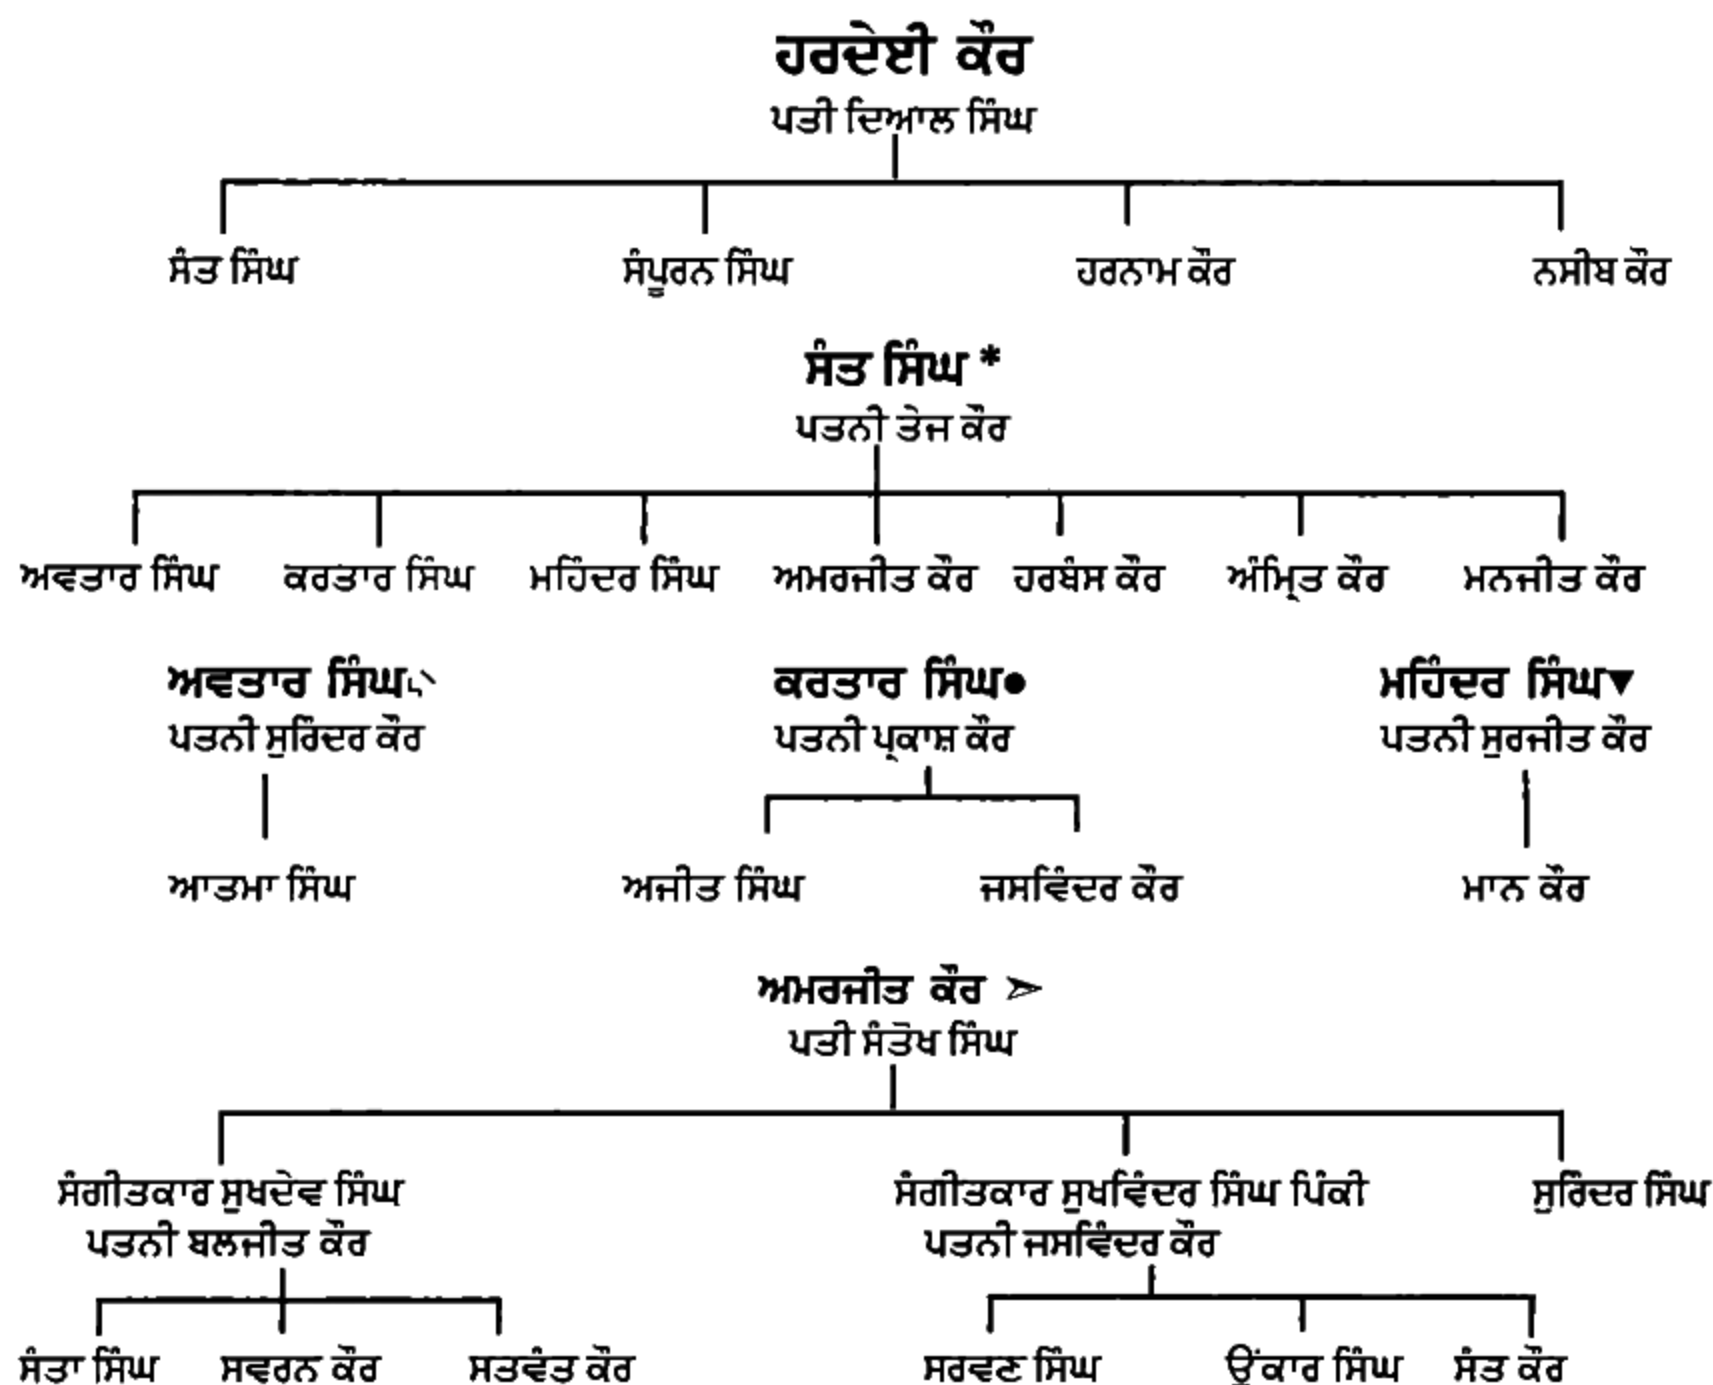 ਹਰਦੇਈ ਕੌਰ
ਪਤੀ ਦਿਆਲ ਸਿੰਘ
ਸੰਤ ਸਿੰਘ ਸੰਪੂਰਨ ਸਿੰਘ ਹਰਨਾਮ ਕੌਰ ਨਸੀਬ ਕੌਰ
ਸੰਤ ਸਿੰਘ *
ਪਤਨੀ ਤੇਜ ਕੌਰ
ਅਵਤਾਰ ਸਿੰਘ ਕਰਤਾਰ ਸਿੰਘ ਮਹਿੰਦਰ ਸਿੰਘ ਅਮਰਜੀਤ ਕੌਰ ਹਰਬੰਸ ਕੌਰ ਅੰਮ੍ਰਿਤ ਕੌਰ ਮਨਜੀਤ ਕੌਰ
ਅਵਤਾਰ ਸਿੰਘ ਕਰਤਾਰ ਸਿੰਘ● ਮਹਿੰਦਰ ਸਿੰਘ▼
ਪਤਨੀ ਸੁਰਿੰਦਰ ਕੌਰ ਪਤਨੀ ਪ੍ਰਕਾਸ਼ ਕੌਰ ਪਤਨੀ ਸੁਰਜੀਤ ਕੌਰ
ਆਤਮਾ ਸਿੰਘ ਅਜੀਤ ਸਿੰਘ ਜਸਵਿੰਦਰ ਕੌਰ ਮਾਨ ਕੌਰ
ਅਮਰਜੀਤ ਕੌਰ ➣
ਪਤੀ ਸੰਤੋਖ ਸਿੰਘ
ਸੰਗੀਤਕਾਰ ਸੁਖਦੇਵ ਸਿੰਘ ਸੰਗੀਤਕਾਰ ਸੁਖਵਿੰਦਰ ਸਿੰਘ ਪਿੰਕੀ ਸੁਰਿੰਦਰ ਸਿੰਘ
ਪਤਨੀ ਬਲਜੀਤ ਕੌਰ ਪਤਨੀ ਜਸਵਿੰਦਰ ਕੌਰ
ਸੰਤਾ ਸਿੰਘ ਸਵਰਨ ਕੌਰ ਸਤਵੰਤ ਕੌਰ ਸਰਵਣ ਸਿੰਘ ਉਂਕਾਰ ਸਿੰਘ ਸੰਤ ਕੌਰ